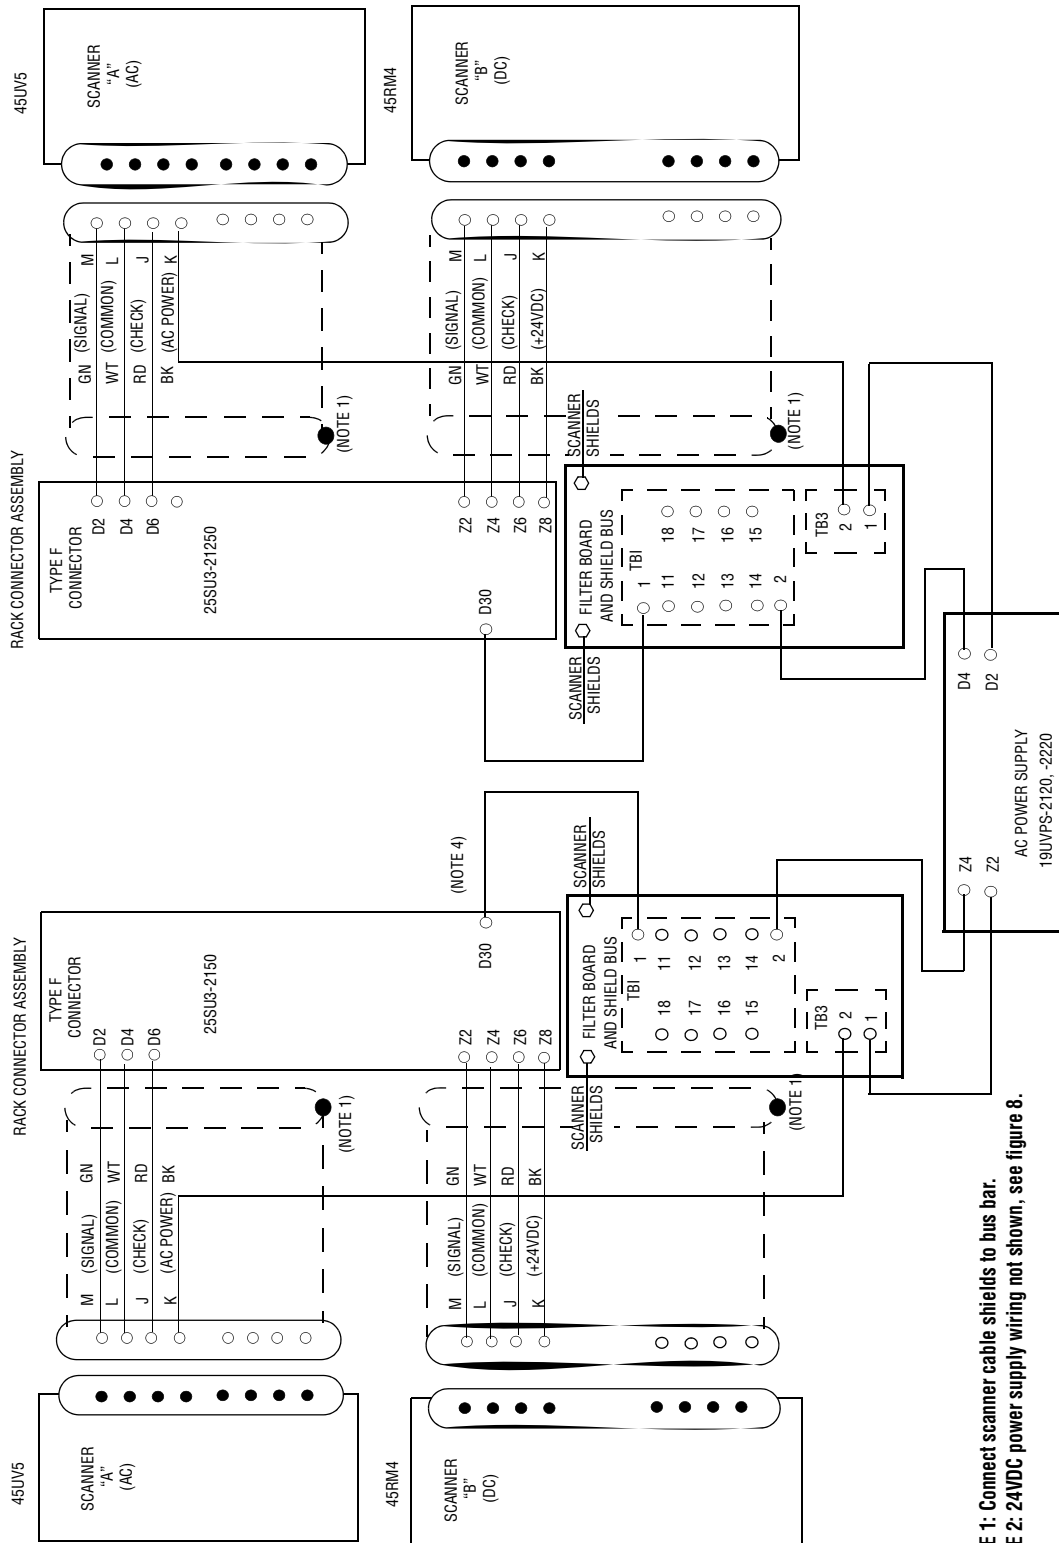 45UV5
SCANNER
"A"
(AC)
M (SIGNAL) GN
L (COMMON) WT
J (CHECK) RD
K (AC POWER) BK
(NOTE 1)
RACK CONNECTOR ASSEMBLY
TYPE F
CONNECTOR
25SU3-2150
D2
D4
D6
Z2
Z4
Z6
Z8
D30
(NOTE 4)
45RM4
SCANNER
"B"
(DC)
M (SIGNAL) GN
L (COMMON) WT
J (CHECK) RD
K (+24VDC) BK
(NOTE 1)
SCANNER
SHIELDS
FILTER BOARD
AND SHIELD BUS
SCANNER
SHIELDS
TBI
1
18 11
17 12
16 13
15 14
2
TB3
2
1
RACK CONNECTOR ASSEMBLY
TYPE F
CONNECTOR
25SU3-21250
D2
D4
D6
D30
Z2
Z4
Z6
Z8
45UV5
SCANNER
"A"
(AC)
GN (SIGNAL) M
WT (COMMON) L
RD (CHECK) J
BK (AC POWER) K
(NOTE 1)
45RM4
SCANNER
"B"
(DC)
GN (SIGNAL) M
WT (COMMON) L
RD (CHECK) J
BK (+24VDC) K
(NOTE 1)
SCANNER
SHIELDS
FILTER BOARD
AND SHIELD BUS
SCANNER
SHIELDS
1 TBI
11 18
12 17
13 16
14 15
2
TB3
2
1
Z4 D4
Z2 D2
AC POWER SUPPLY
19UVPS-2120, -2220
E 1: Connect scanner cable shields to bus bar.
E 2: 24VDC power supply wiring not shown, see figure 8.